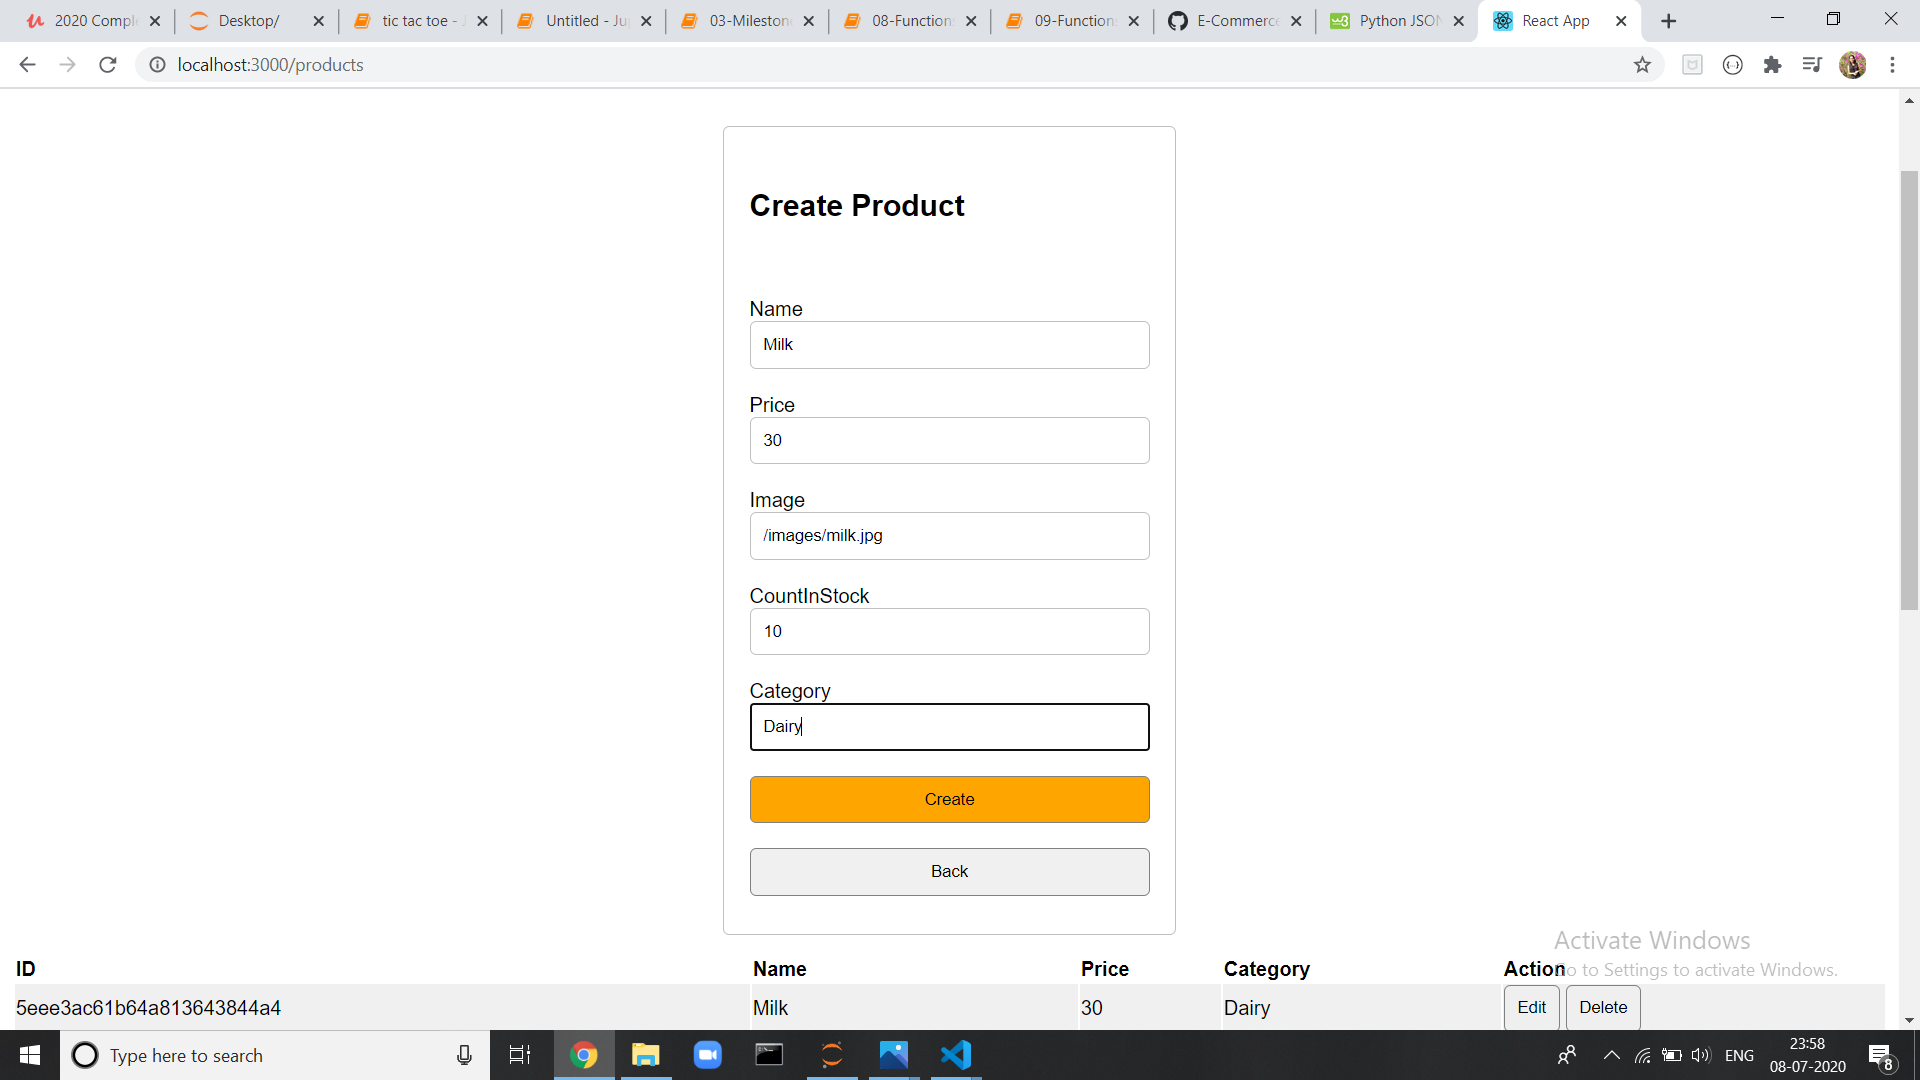 2020 Compl
Desktop/
tic tac toe - J
Untitled - Ju
03-Milestone
08-Function
09-Function
E-Commerce
Python JSON
React App
localhost:3000/products
Create Product
Name
Milk
Price
30
Image
/images/milk.jpg
CountInStock
10
Category
Dairy
Create
Back
Activate Windows
Go to Settings to activate Windows.
ID Name Price Category Action
5eee3ac61b64a813643844a4 Milk 30 Dairy Edit Delete
Type here to search
ENG
23:58
08-07-2020
8